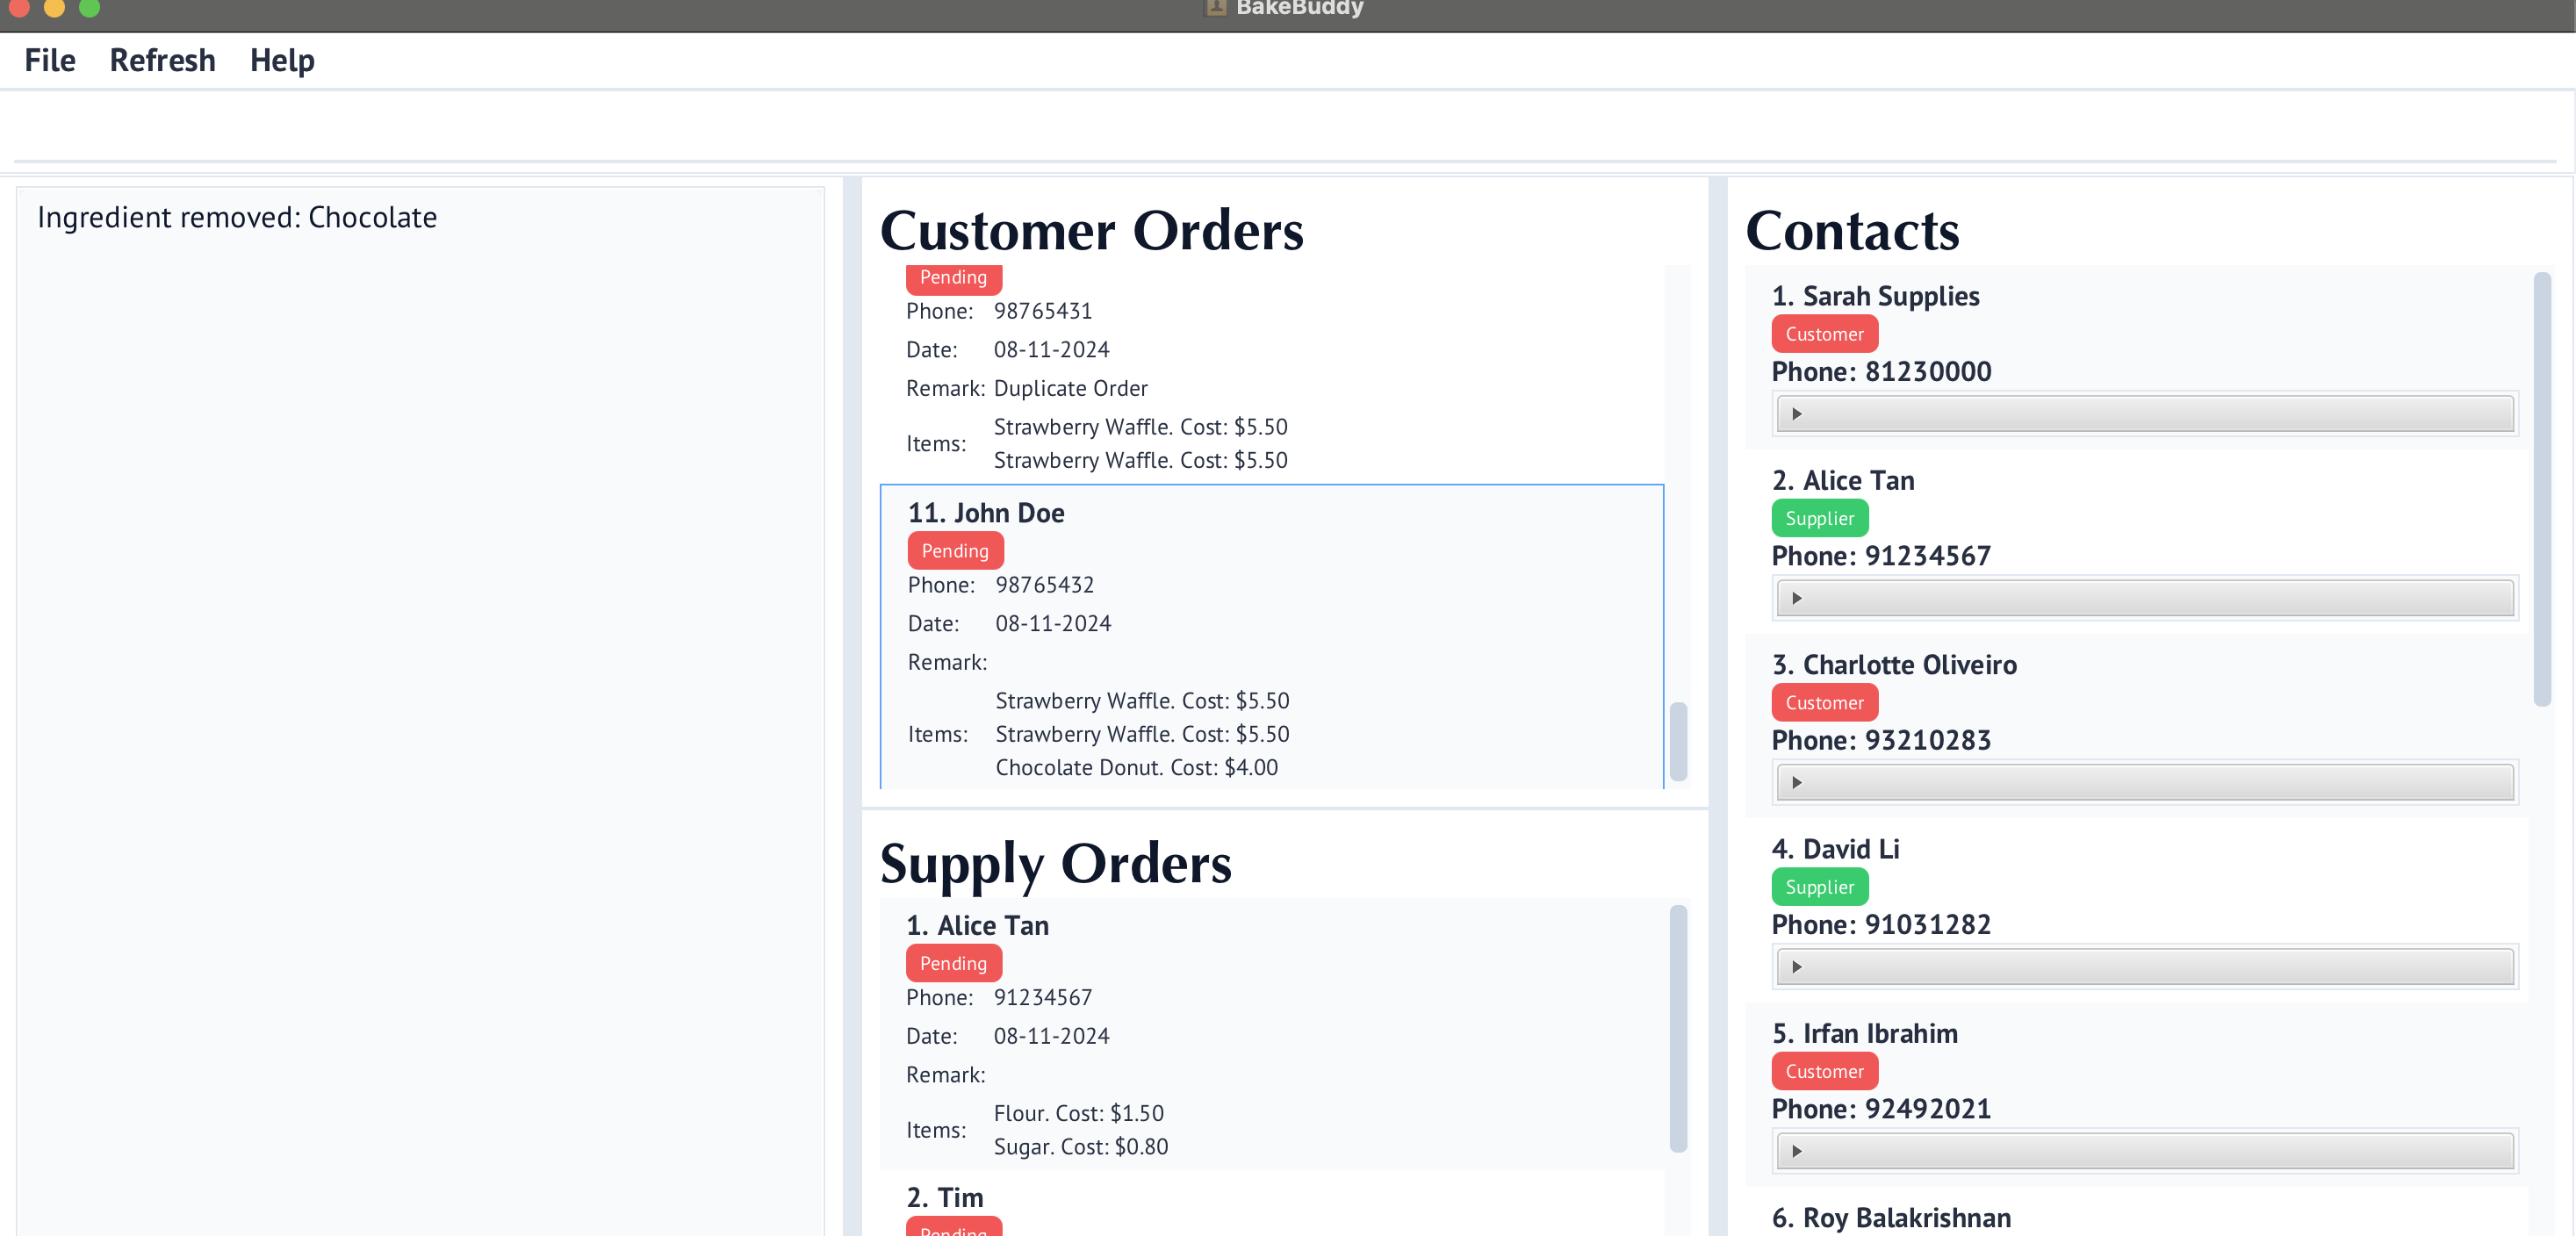 BakeBuddy
File Refresh Help
Ingredient removed: Chocolate
Customer Orders
Pending
Phone: 98765431
Date: 08-11-2024
Remark: Duplicate Order
Items:
Strawberry Waffle. Cost: $5.50
Strawberry Waffle. Cost: $5.50
11. John Doe
Pending
Phone: 98765432
Date: 08-11-2024
Remark:
Items:
Strawberry Waffle. Cost: $5.50
Strawberry Waffle. Cost: $5.50
Chocolate Donut. Cost: $4.00
Supply Orders
1. Alice Tan
Pending
Phone: 91234567
Date: 08-11-2024
Remark:
Items:
Flour. Cost: $1.50
Sugar. Cost: $0.80
2. Tim
Pending
Contacts
1. Sarah Supplies
Customer
Phone: 81230000
2. Alice Tan
Supplier
Phone: 91234567
3. Charlotte Oliveiro
Customer
Phone: 93210283
4. David Li
Supplier
Phone: 91031282
5. Irfan Ibrahim
Customer
Phone: 92492021
6. Roy Balakrishnan